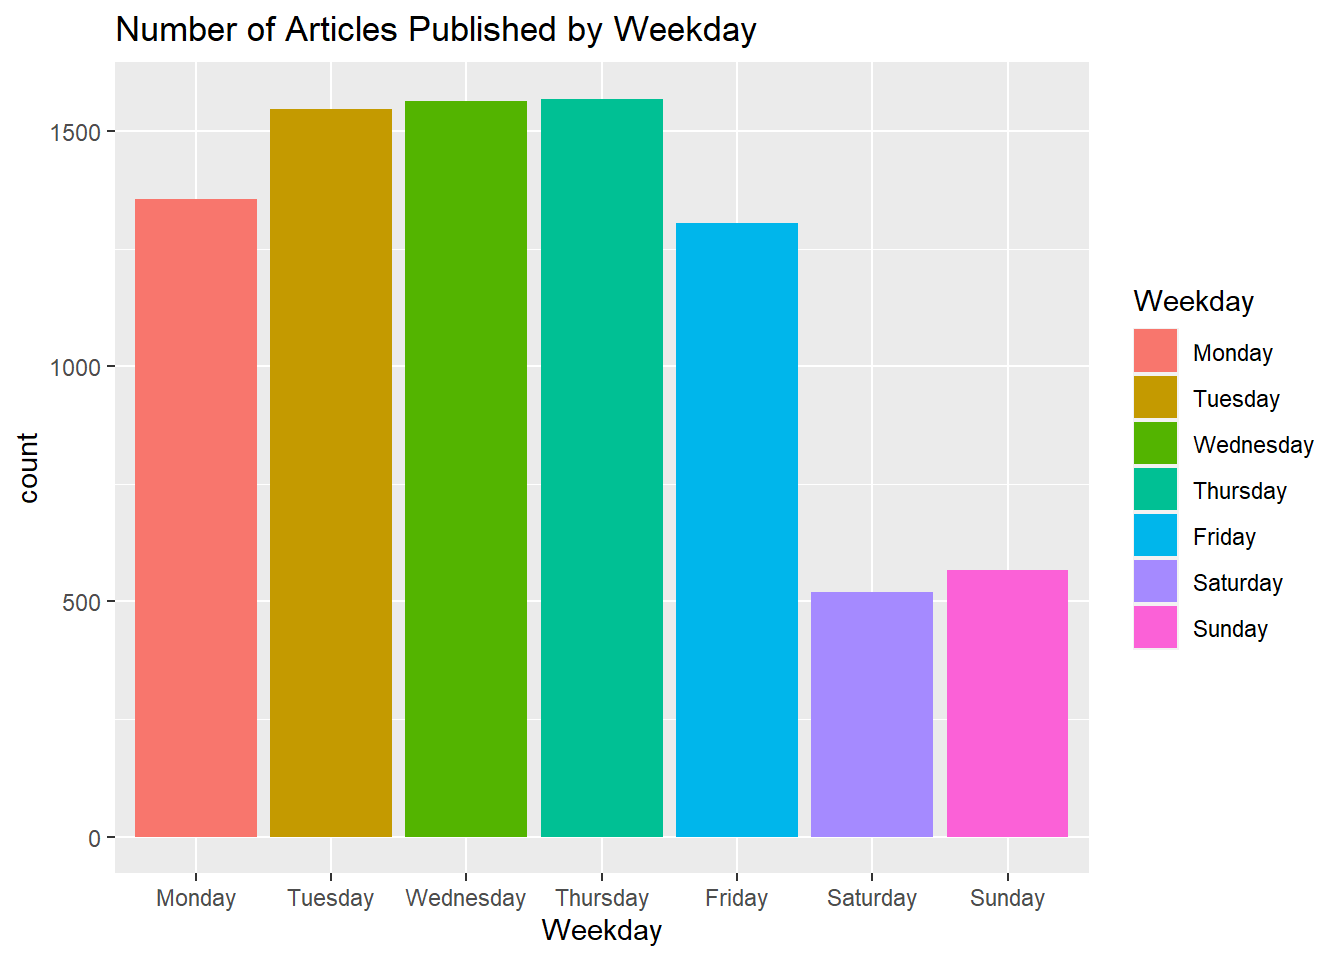 Number of Articles Published by Weekday
1500
1000
500
0
count
Monday Tuesday Wednesday Thursday Friday Saturday Sunday
Weekday
Weekday
Monday
Tuesday
Wednesday
Thursday
Friday
Saturday
Sunday